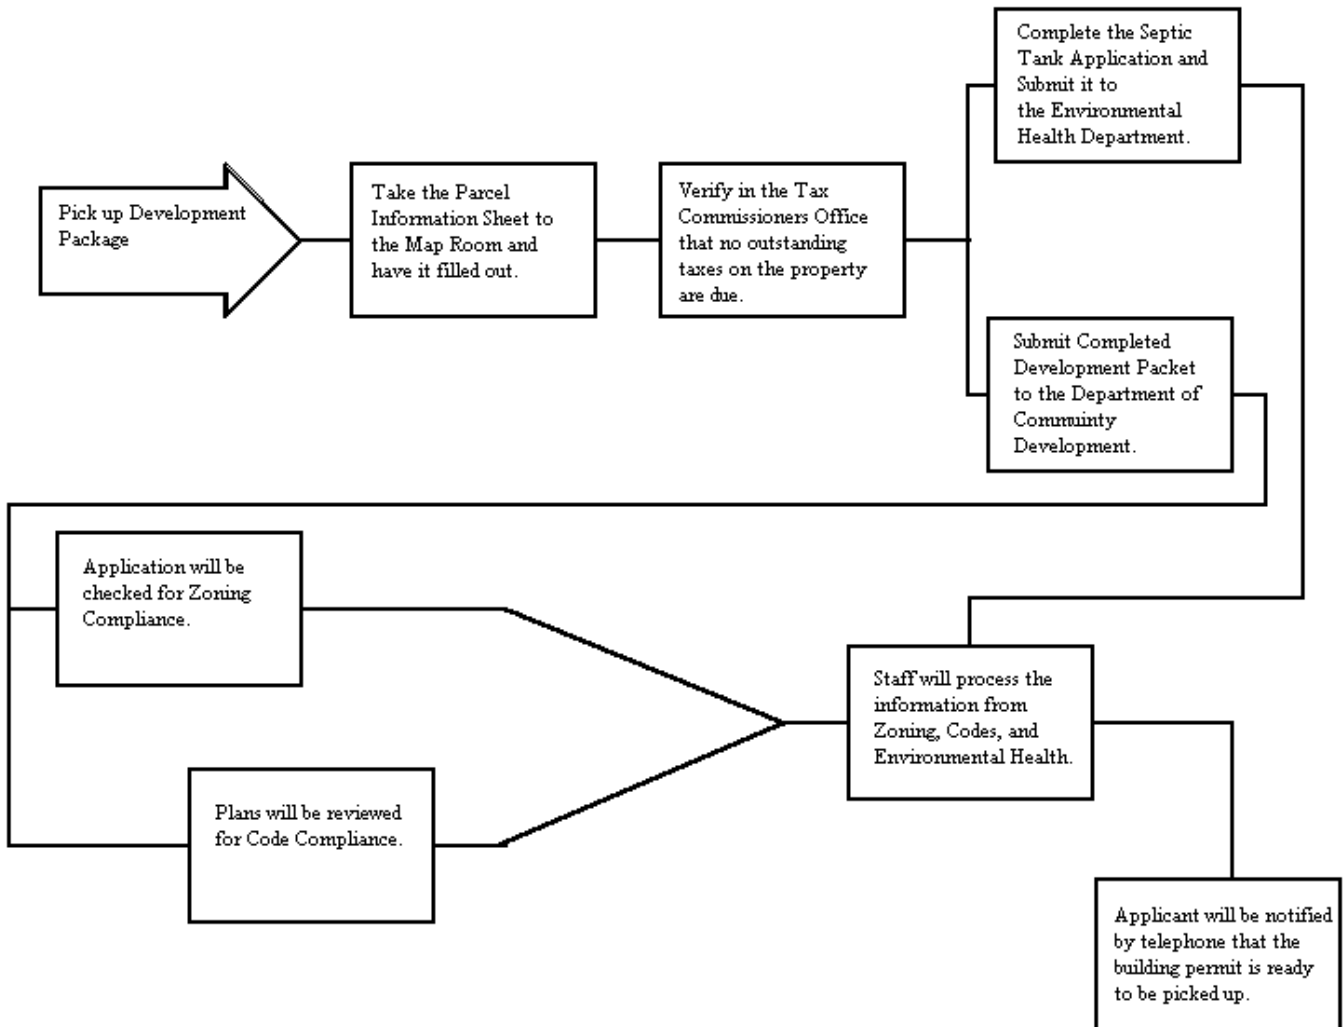 Pick up Development
Package
Take the Parcel
Information Sheet to
the Map Room and
have it filled out.
Verify in the Tax
Commissioners Office
that no outstanding
taxes on the property
are due.
Complete the Septic
Tank Application and
Submit it to
the Environmental
Health Department.
Submit Completed
Development Packet
to the Department of
Commuinty
Development.
Application will be
checked for Zoning
Compliance.
Plans will be reviewed
for Code Compliance.
Staff will process the
information from
Zoning, Codes, and
Environmental Health.
Applicant will be notified
by telephone that the
building permit is ready
to be picked up.